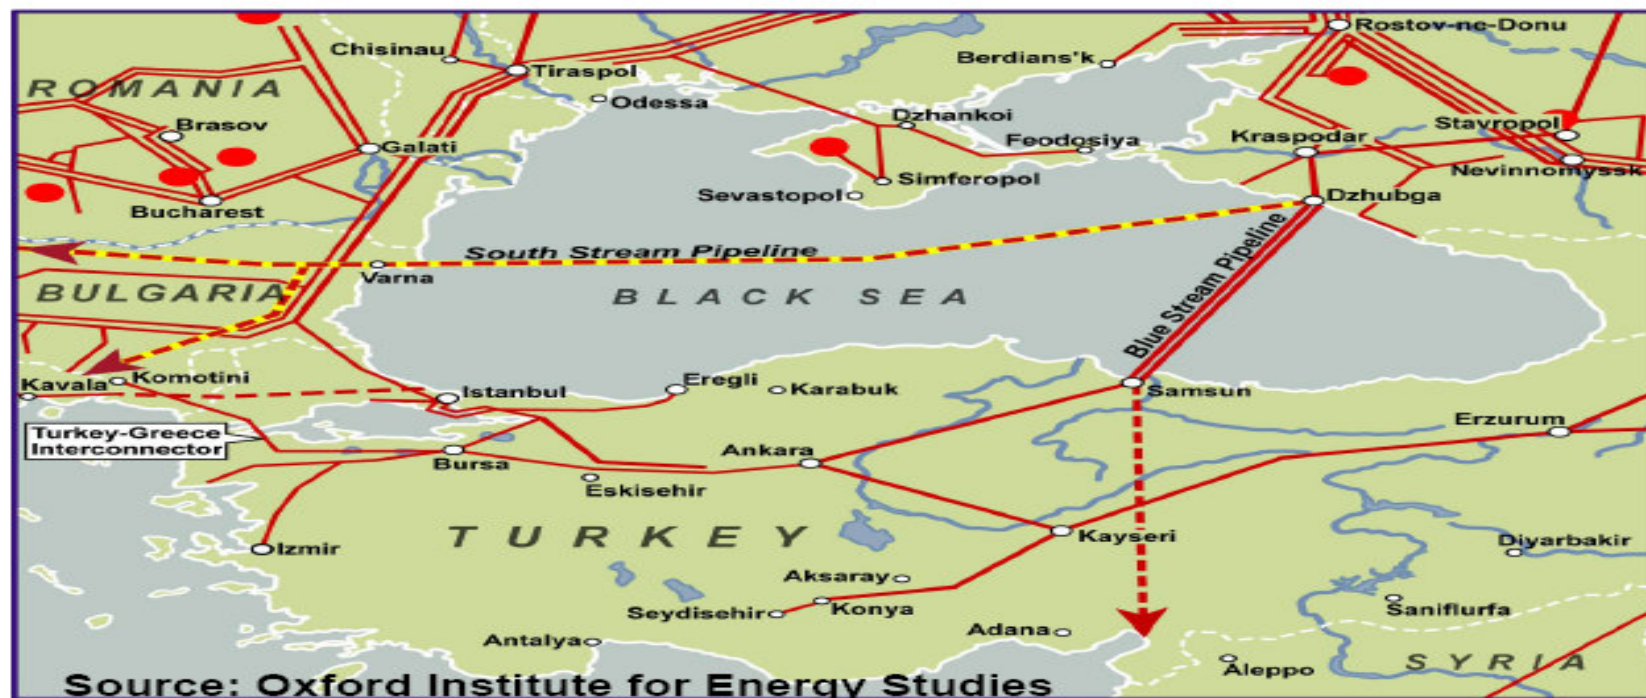 Rostov-nc-Donu
Chisinau
Berdians'k
Tiraspol
ROMANIA
Odessa
Dzhankoi
Brasov
Stavropol
Feodosiya
Kraspodar
Galati
Nevinnomyssk
Simferopol
Sevastopol
Dzhubga
Bucharest
South Stream Pipeline
Varna
BULGARIA
BLACK SEA
Blue Stream Pipeline
Komotini
Kavala
Eregli
Karabuk
Istanbul
Samsun
Erzurum
Turkey-Greece
Interconnector
Ankara
Bursa
Eskisehir
TURKEY
Kayseri
Diyarbakir
Izmir
Aksaray
Konya
Saniflurfa
Seydisehir
Adana
Antalya
Aleppo
SYRIA
Source: Oxford Institute for Energy Studies